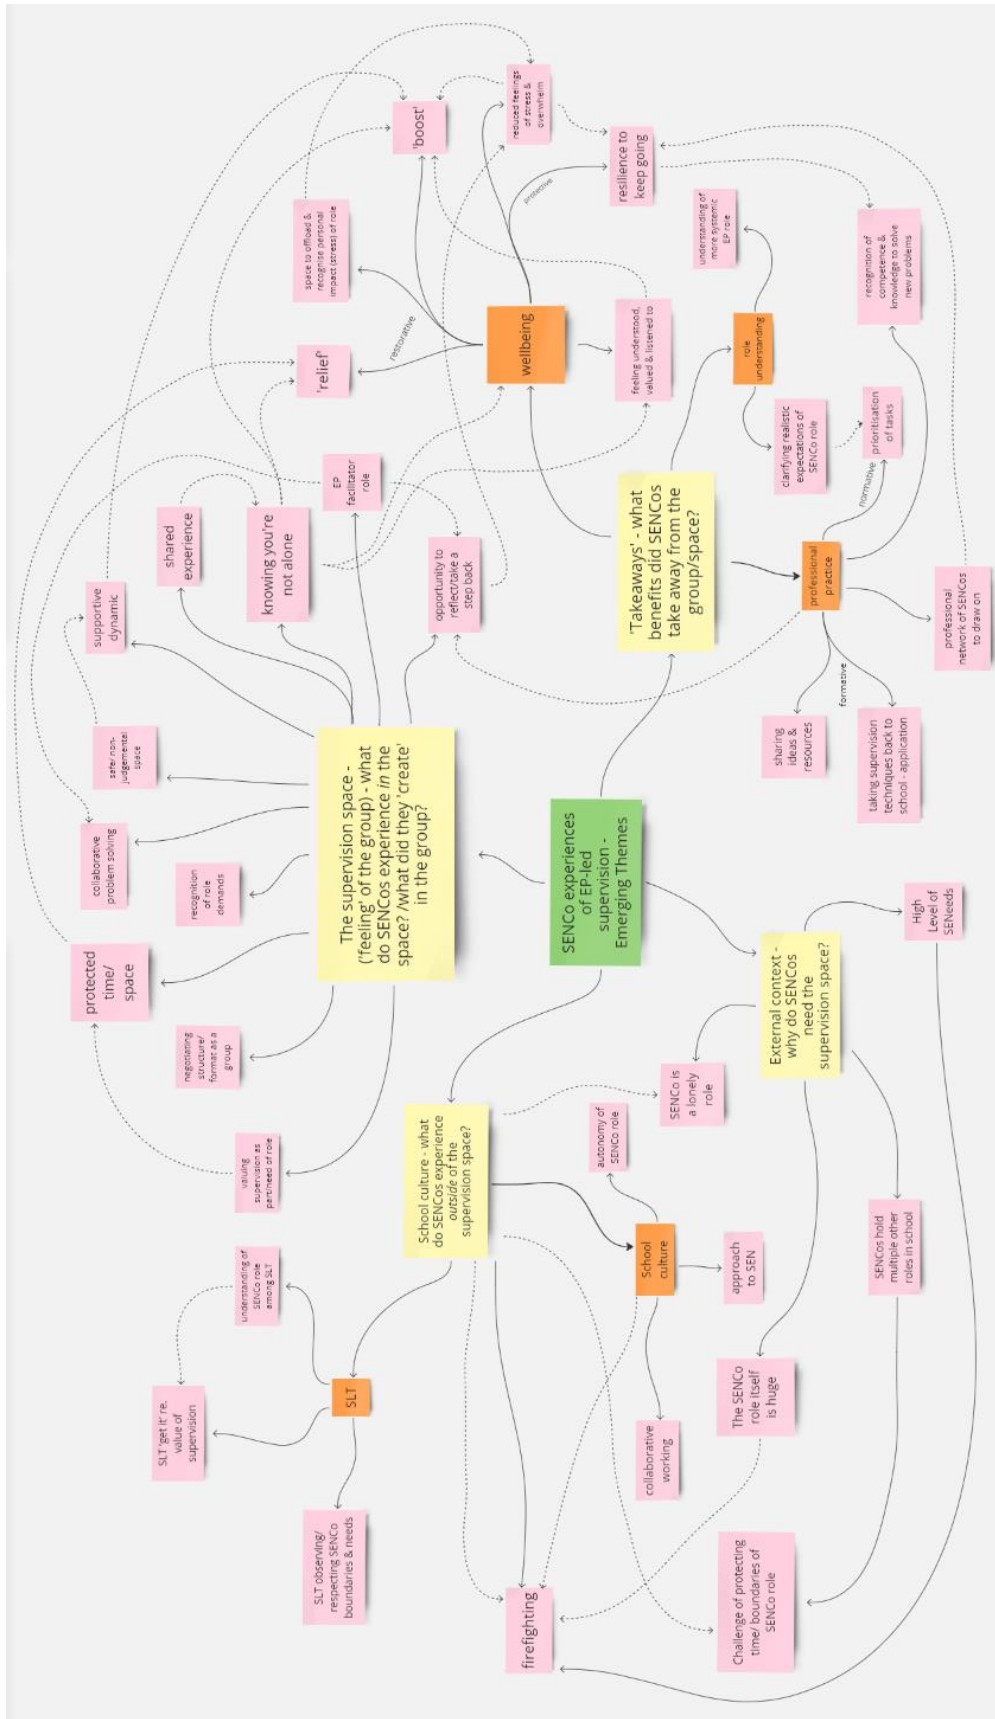 SLT 'get it' re.
value of
supervision
understanding of
SENCo role
among SLT
SLT observing/
respecting SENCo
boundaries & needs
SLT
valuing
supervision as
part/need of role
negotiating
structure/
format as a
group
protected
time/
space
recognition
of role
demands
collaborative
problem solving
safe/ non-
judgemental
space
supportive
dynamic
shared
experience
knowing you're
not alone
EP
facilitator
role
opportunity to
reflect/take a
step back
The supervision space -
('feeling' of the group) - what
do SENCos experience in the
space? /what did they 'create'
in the group?
'relief'
space to offload &
recognise personal
impact (stress) of role
'boost'
reduced feelings
of stress &
overwhelm
restorative
wellbeing
protective
resilience to
keep going
feeling understood,
valued & listened to
School culture - what
do SENCos experience
outside of the
supervision space?
SENCo experiences
of EP-led
supervision -
Emerging Themes
'Takeaways' - what
benefits did SENCos
take away from the
group/space?
firefighting
collaborative
working
School
culture
autonomy of
SENCo role
approach
to SEN
SENCo is
a lonely
role
role
understanding
understanding of
more systemic
EP role
clarifying realistic
expectations of
SENCo role
prioritisation
of tasks
normative
professional
practice
formative
sharing
ideas &
resources
taking supervision
techniques back to
school - application
professional
network of SENCos
to draw on
recognition of
competence &
knowledge to solve
new problems
Challenge of protecting
time/ boundaries of
SENCo role
The SENCo
role itself
is huge
External context -
why do SENCos
need the
supervision space?
SENCos hold
multiple other
roles in school
High
Level of
SENeeds